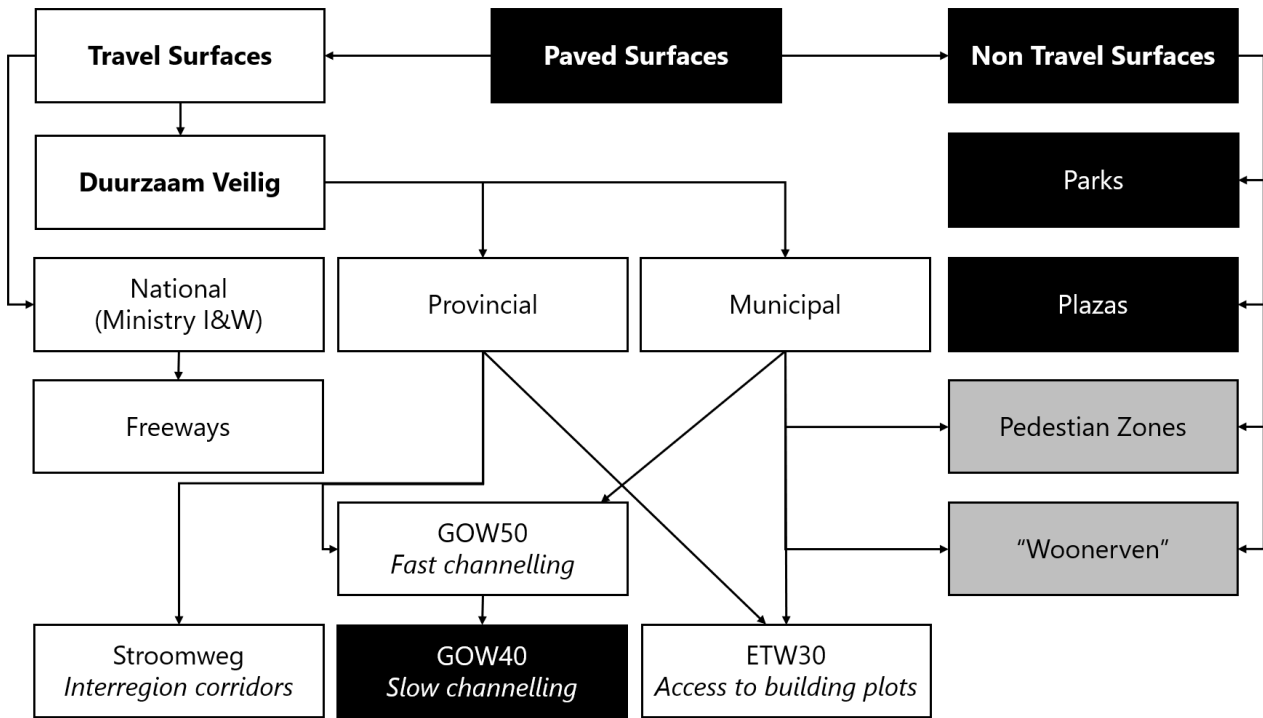 Travel Surfaces
Paved Surfaces
Non Travel Surfaces
Duurzaam Veilig
Parks
National
(Ministry I&W)
Provincial
Municipal
Plazas
Freeways
Pedestian Zones
GOW50
Fast channelling
“Woonerven”
Stroomweg
Interregion corridors
GOW40
Slow channelling
ETW30
Access to building plots